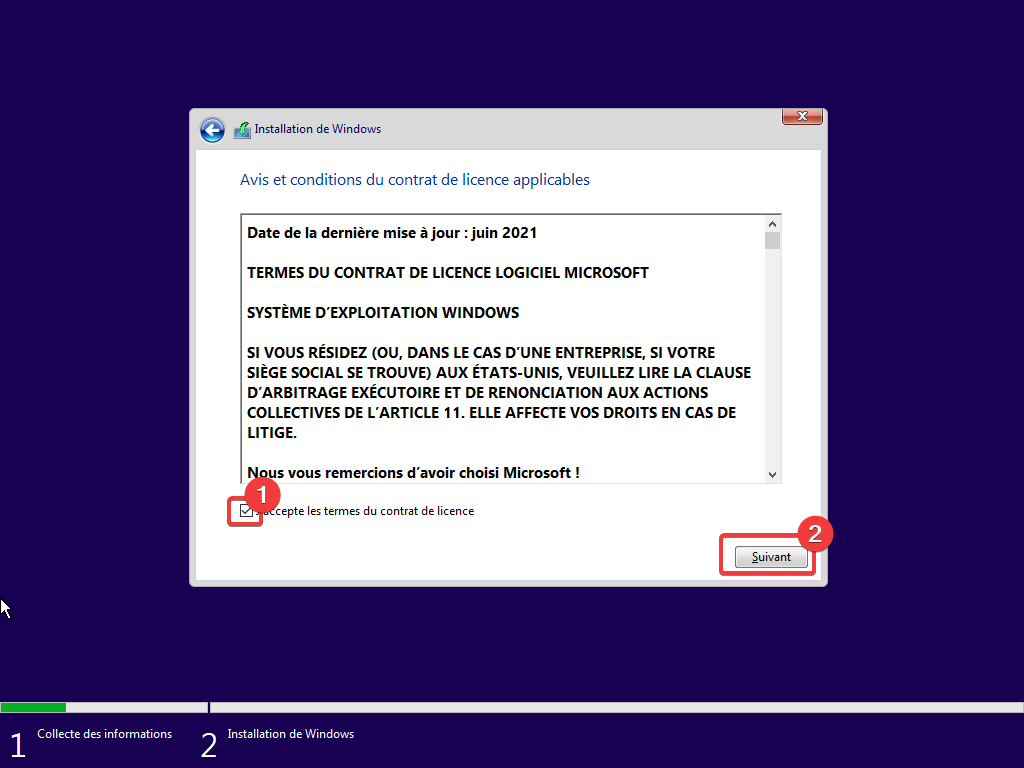 Installation de Windows
Avis et conditions du contrat de licence applicables
Date de la dernière mise à jour : juin 2021
TERMES DU CONTRAT DE LICENCE LOGICIEL MICROSOFT
SYSTÈME D’EXPLOITATION WINDOWS
SI VOUS RÉSIDEZ (OU, DANS LE CAS D’UNE ENTREPRISE, SI VOTRE
SIÈGE SOCIAL SE TROUVE) AUX ÉTATS-UNIS, VEUILLEZ LIRE LA CLAUSE
D’ARBITRAGE EXÉCUTOIRE ET DE RENONCIATION AUX ACTIONS
COLLECTIVES DE L’ARTICLE 11. ELLE AFFECTE VOS DROITS EN CAS DE
LITIGE.
Nous vous remercions d’avoir choisi Microsoft !
1
J'accepte les termes du contrat de licence
2
Suivant
1 Collecte des informations
2 Installation de Windows